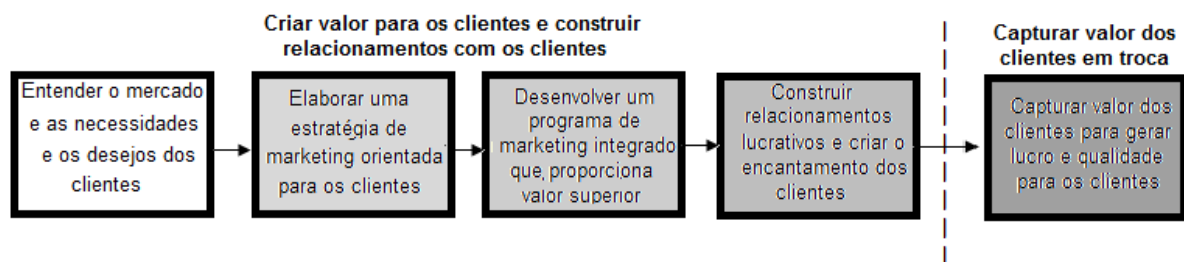 Criar valor para os clientes e construir
relacionamentos com os clientes
Capturar valor dos
clientes em troca
Entender o mercado
e as necessidades
e os desejos dos
clientes
Elaborar uma
estratégia de
marketing orientada
para os clientes
Desenvolver um
programa de
marketing integrado
que, proporciona
valor superior
Construir
relacionamentos
lucrativos e criar o
encantamento dos
clientes
Capturar valor dos
clientes para gerar
lucro e qualidade
para os clientes